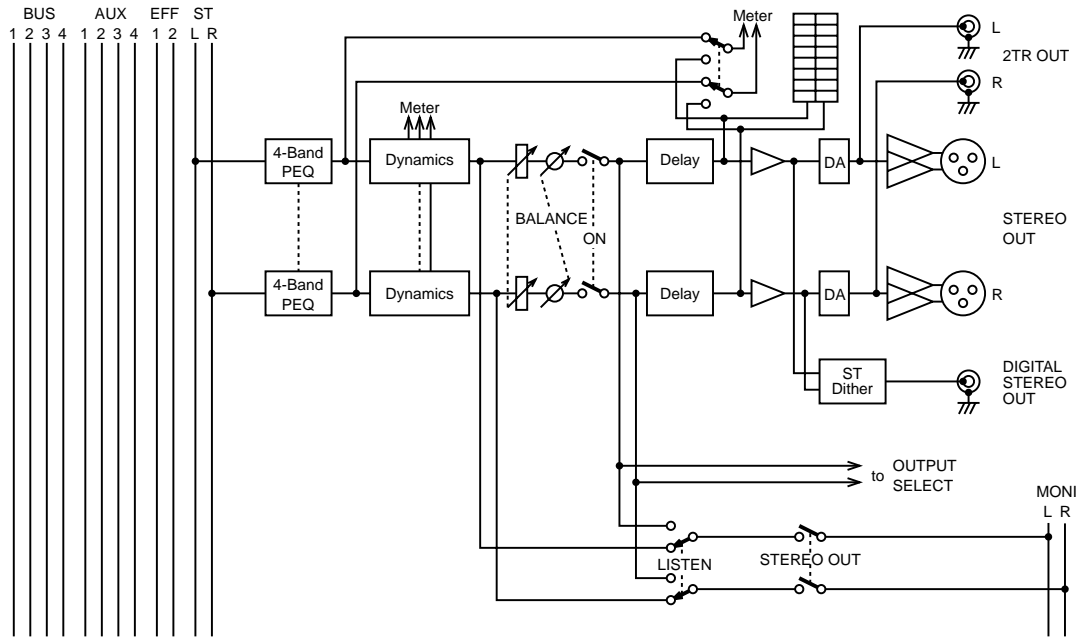 BUS AUX EFF ST
1 2 3 4 1 2 3 4 1 2 L R
Meter
L
2TR OUT
R
Meter
4-Band
PEQ
Dynamics
Delay
DA
L
BALANCE
ON
STEREO
OUT
4-Band
PEQ
Dynamics
Delay
DA
R
ST
Dither
DIGITAL
STEREO
OUT
to OUTPUT
SELECT
MONI
L R
LISTEN
STEREO OUT